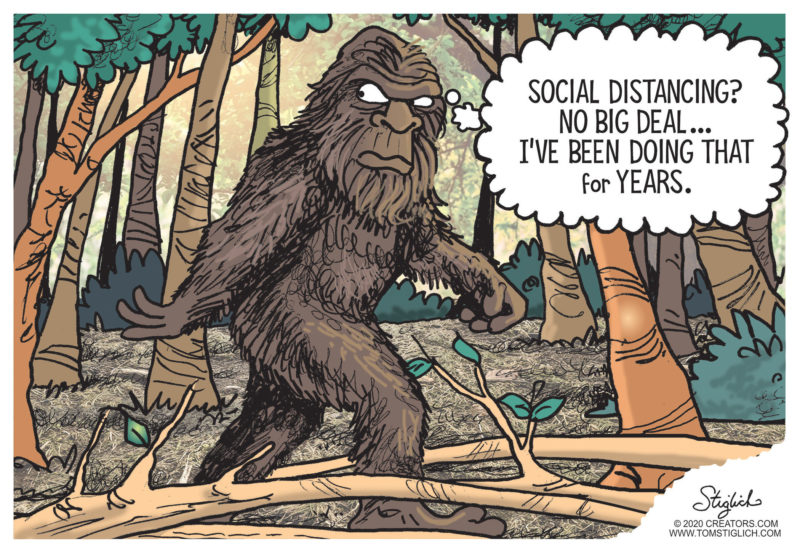 SOCIAL DISTANCING?
NO BIG DEAL...
I'VE BEEN DOING THAT
for YEARS.
Stiglich
© 2020 CREATORS.COM
WWW.TOMSTIGLICH.COM